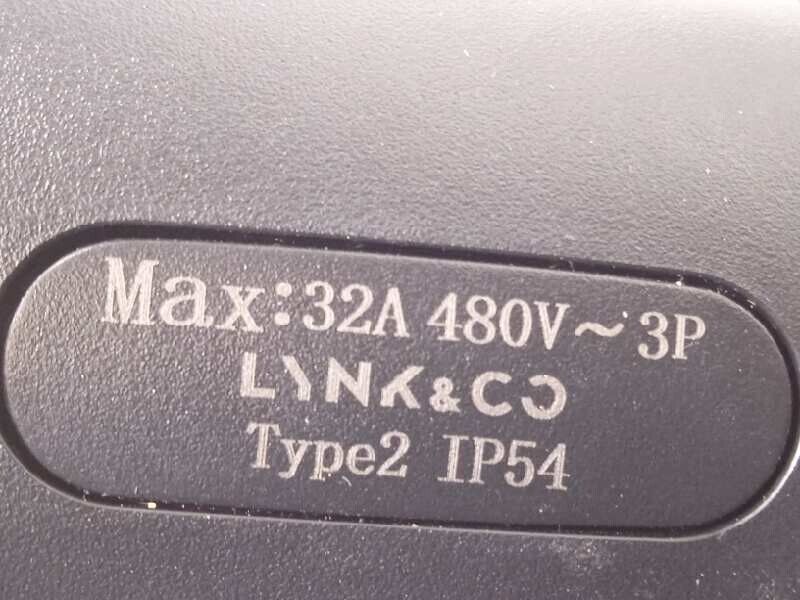 Max:32A 480V~3P
LYNK&CO
Type2 IP54